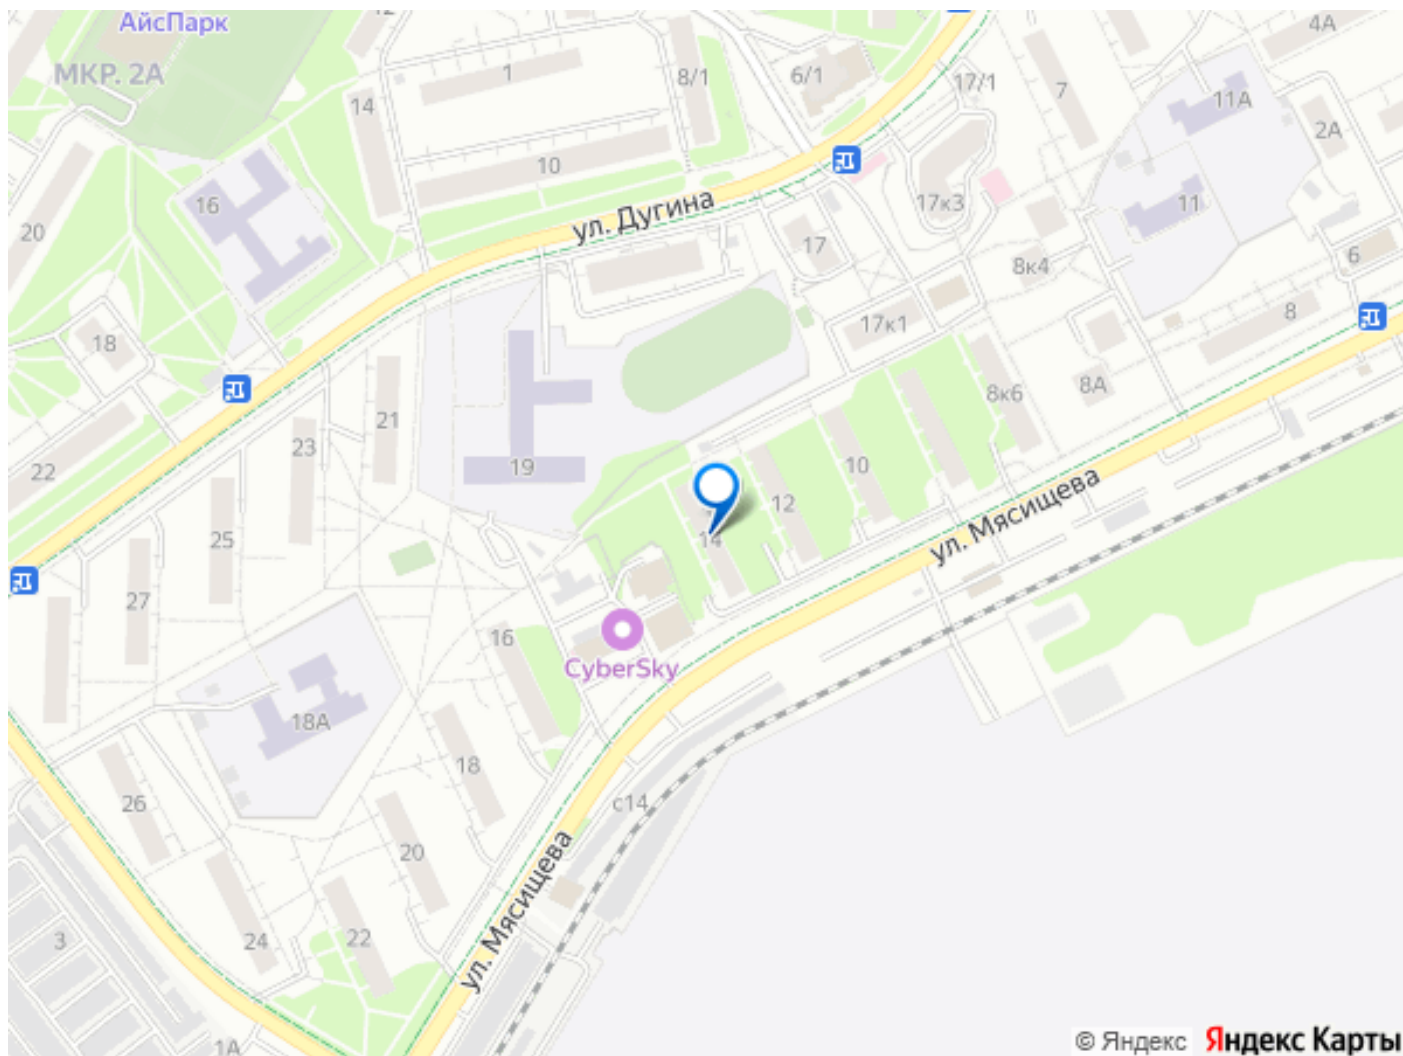 АйсПарк
12
4А
МКР. 2А
1
8/1
6/1
17/1
7
11А
14
2А
10
16
ул. Дугина
17к3
11
20
17
8к4
6
8
17к1
18
8А
8к6
21
23
22
19
10
12
ул. Мясищева
25
14
27
16
CyberSky
18А
18
26
с14
20
ул. Мясищева
3
24
22
1А
© Яндекс Яндекс Карты